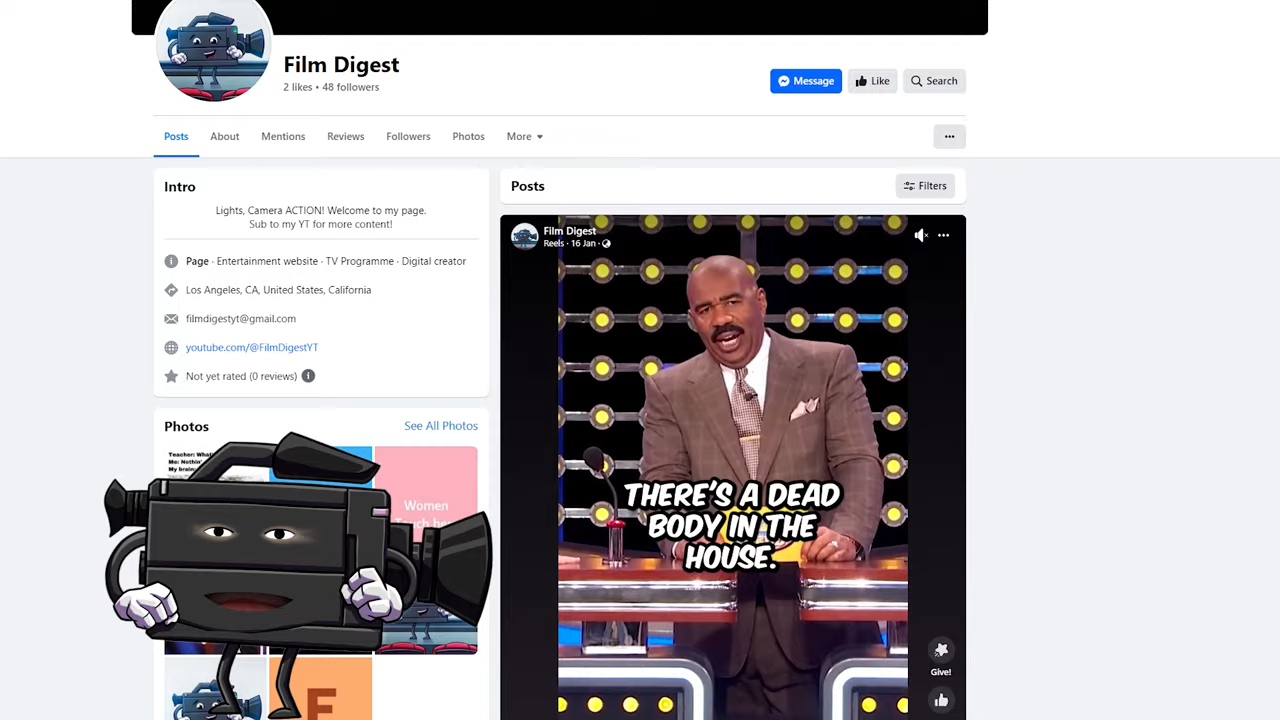 Film Digest
2 likes • 48 followers
Message
Like
Search
Posts
About
Mentions
Reviews
Followers
Photos
More
Intro
Lights, Camera ACTION! Welcome to my page.
Sub to my YT for more content!
Page · Entertainment website · TV Programme · Digital creator
Los Angeles, CA, United States, California
filmdigestyt@gmail.com
youtube.com/@FilmDigestYT
Not yet rated (0 reviews)
Photos
See All Photos
Teacher:
Me:
My
Women
Posts
Filters
Film Digest
Reels · 16 Jan ·
THERE'S A DEAD
BODY IN THE
HOUSE.
Give!